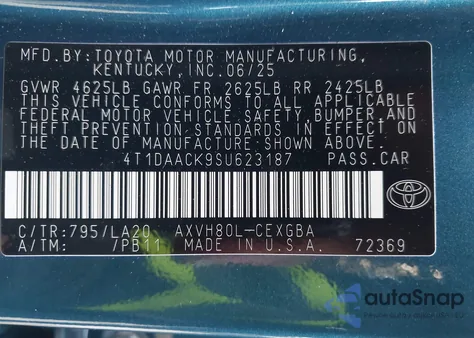 MFD.BY:TOYOTA MOTOR MANUFACTURING,
KENTUCKY,INC.06/25
GVWR 4625LB GAWR FR 2625LB RR 2425LB
THIS VEHICLE CONFORMS TO ALL APPLICABLE
FEDERAL MOTOR VEHICLE SAFETY, BUMPER,AND
THEFT PREVENTION STANDARDS IN EFFECT ON
THE DATE OF MANUFACTURE SHOWN ABOVE.
4T1DAACK9SU623187 PASS.CAR
C/TR:795/LA20 AXVH80L-CEXGBA
A/TM: -/PB11 MADE IN U.S.A. 72369
TOYOTA
autoSnap